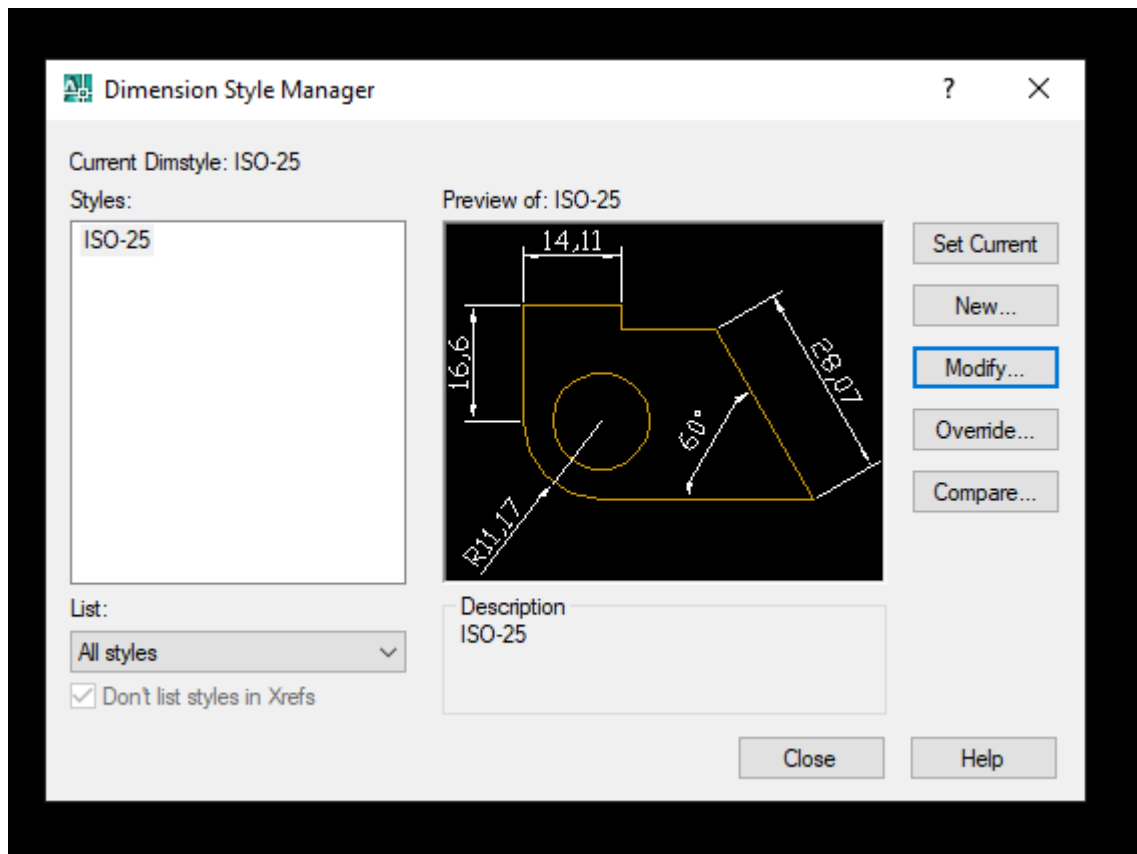 Dimension Style Manager
?
Current Dimstyle: ISO-25
Styles:
ISO-25
Preview of: ISO-25
14,11
16,6
28,07
60°
R11,17
Set Current
New...
Modify...
Override...
Compare...
List:
All styles
Don't list styles in Xrefs
Description
ISO-25
Close
Help